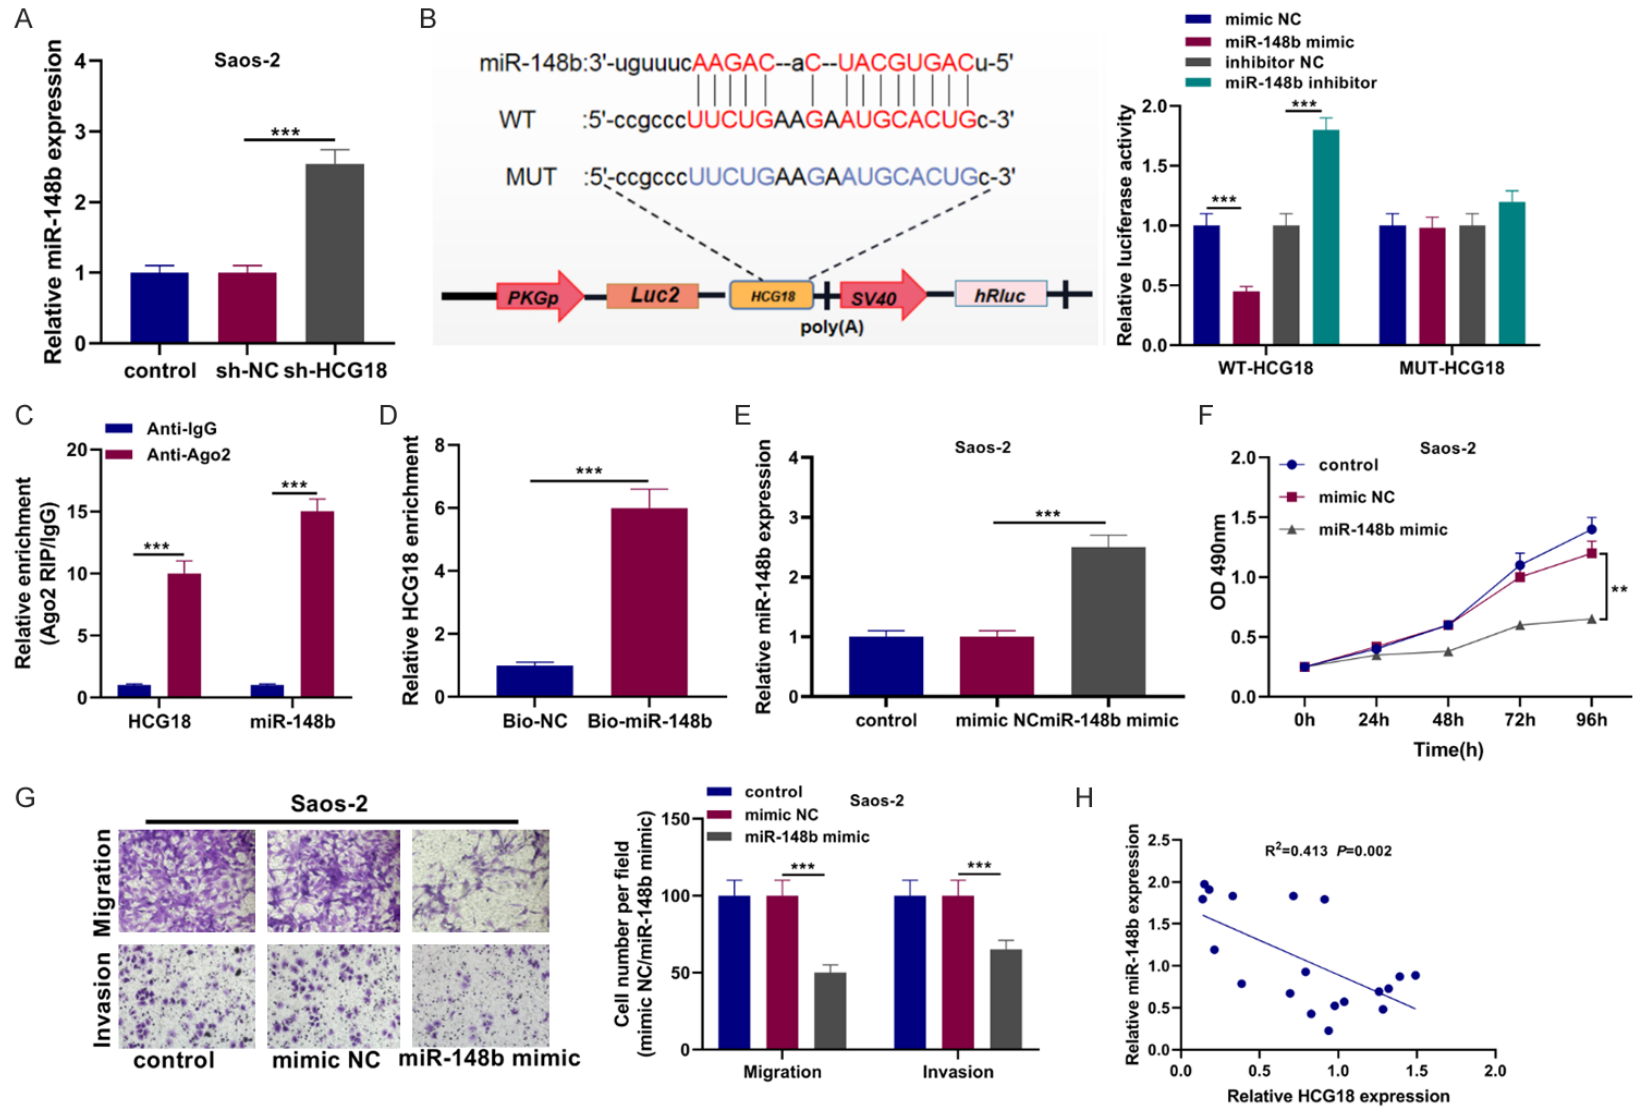 A
Saos-2
Relative miR-148b expression
4
3
2
1
0
***
control
sh-NC
sh-HCG18
B
miR-148b:3'-uguuucAAGAC--aC--UACGUGACu-5'
WT :5'-ccgcccUUCUGAAGAAUGCACUGc-3'
MUT :5'-ccgcccUUCUGAAGAAUGCACUGc-3'
PKGp
Luc2
HCG18
poly(A)
SV40
hRluc
mimic NC
miR-148b mimic
inhibitor NC
miR-148b inhibitor
Relative luciferase activity
2.0
1.5
1.0
0.5
0.0
***
***
WT-HCG18
MUT-HCG18
C
Anti-IgG
Anti-Ago2
Relative enrichment
(Ago2 RIP/IgG)
20
15
10
5
0
***
***
HCG18
miR-148b
D
Relative HCG18 enrichment
8
6
4
2
0
***
Bio-NC
Bio-miR-148b
E
Saos-2
Relative miR-148b expression
4
3
2
1
0
***
control
mimic NC
miR-148b mimic
F
Saos-2
control
mimic NC
miR-148b mimic
OD 490nm
2.0
1.5
1.0
0.5
0.0
**
0h
24h
48h
72h
96h
Time(h)
G
Saos-2
Migration
Invasion
control
mimic NC
miR-148b mimic
control
mimic NC
miR-148b mimic
Saos-2
Cell number per field
(mimic NC/miR-148b mimic)
150
100
50
0
***
***
Migration
Invasion
H
R²=0.413 P=0.002
Relative miR-148b expression
2.5
2.0
1.5
1.0
0.5
0.0
0.0
0.5
1.0
1.5
2.0
Relative HCG18 expression